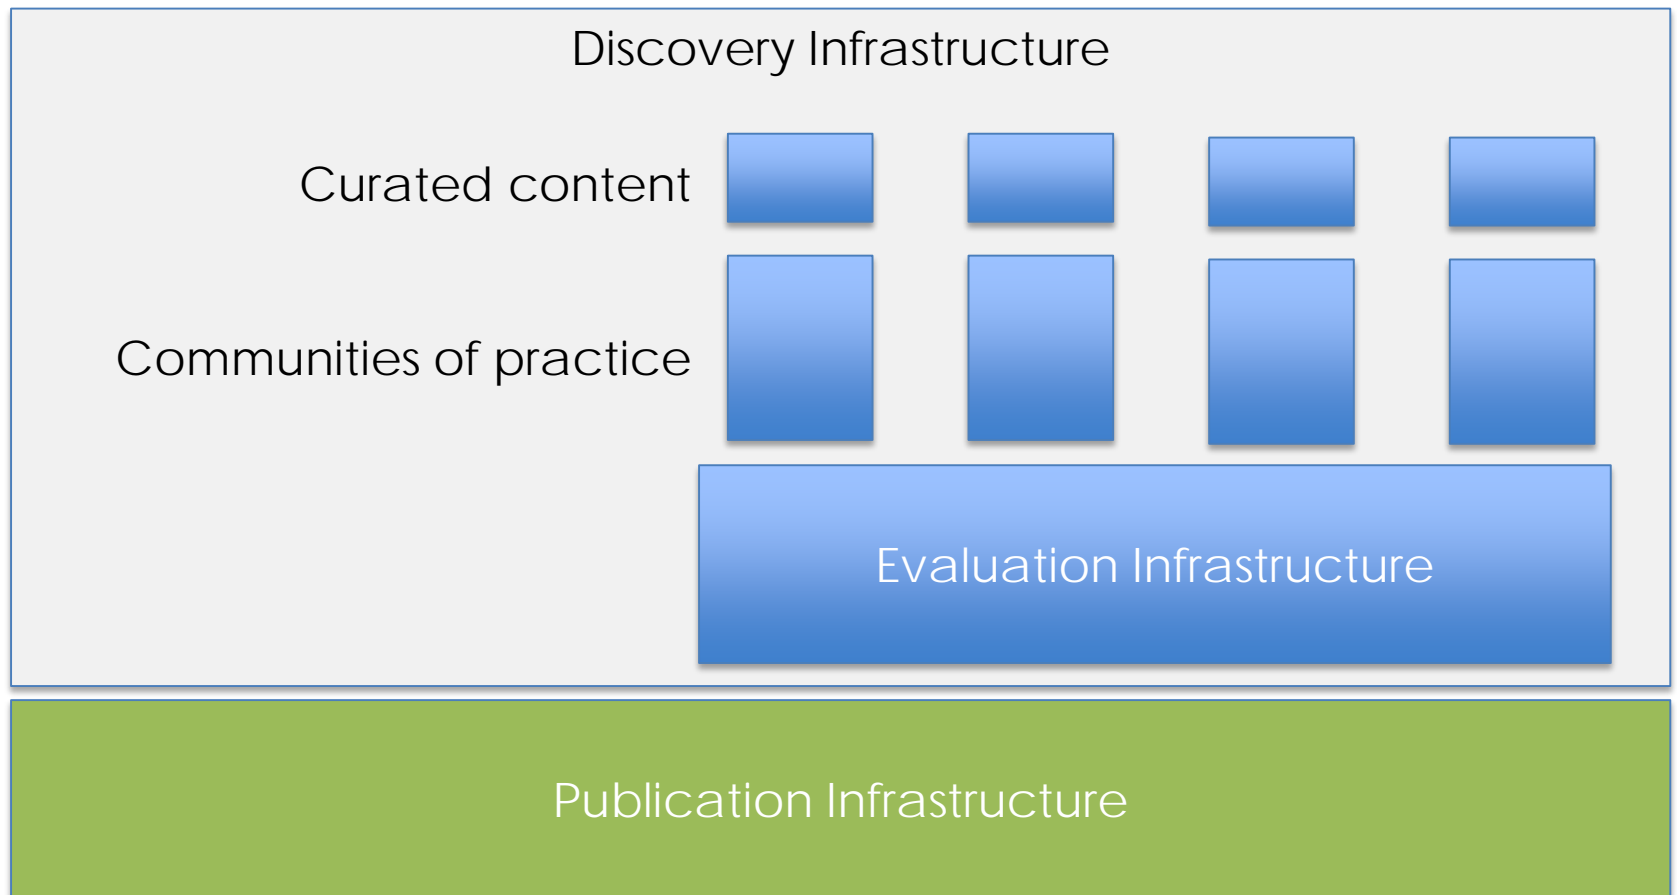 Discovery Infrastructure
Curated content
Communities of practice
Evaluation Infrastructure
Publication Infrastructure